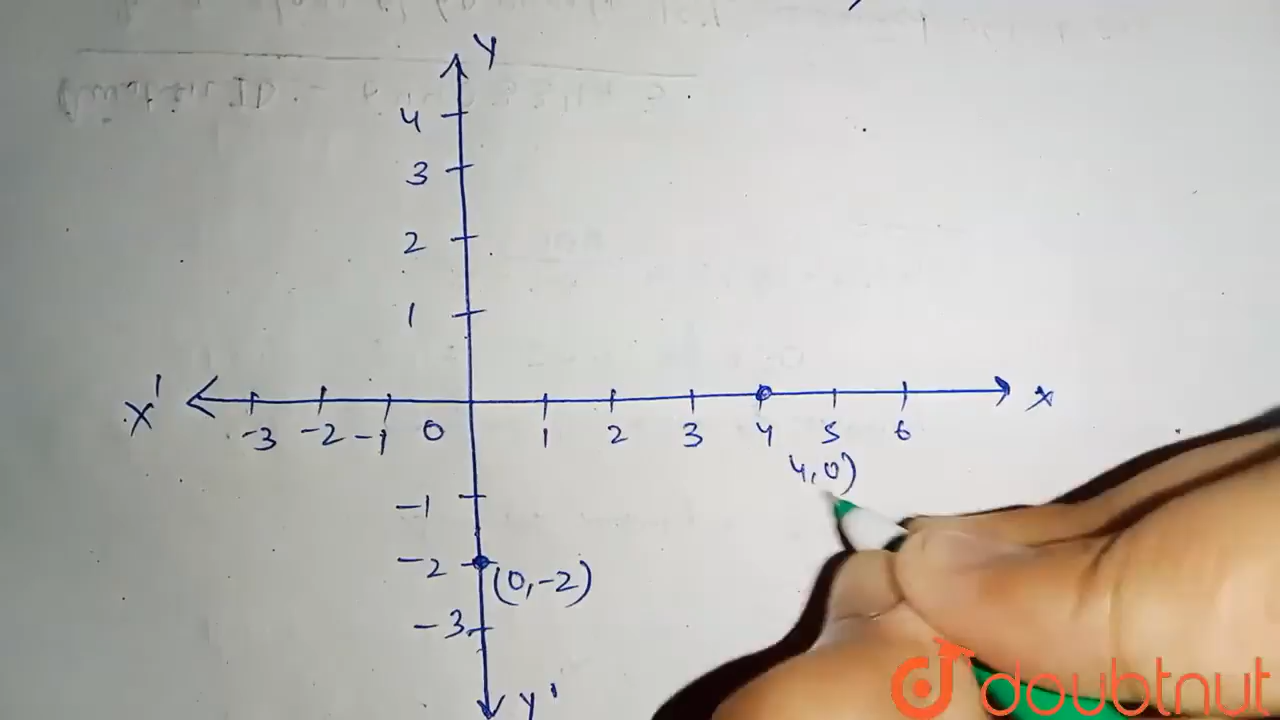 Y
4
3
2
1
X' -3 -2 -1 0 1 2 3 4 5 6 X
4,0)
-1
-2 (0,-2)
-3
Y'
doubtnut